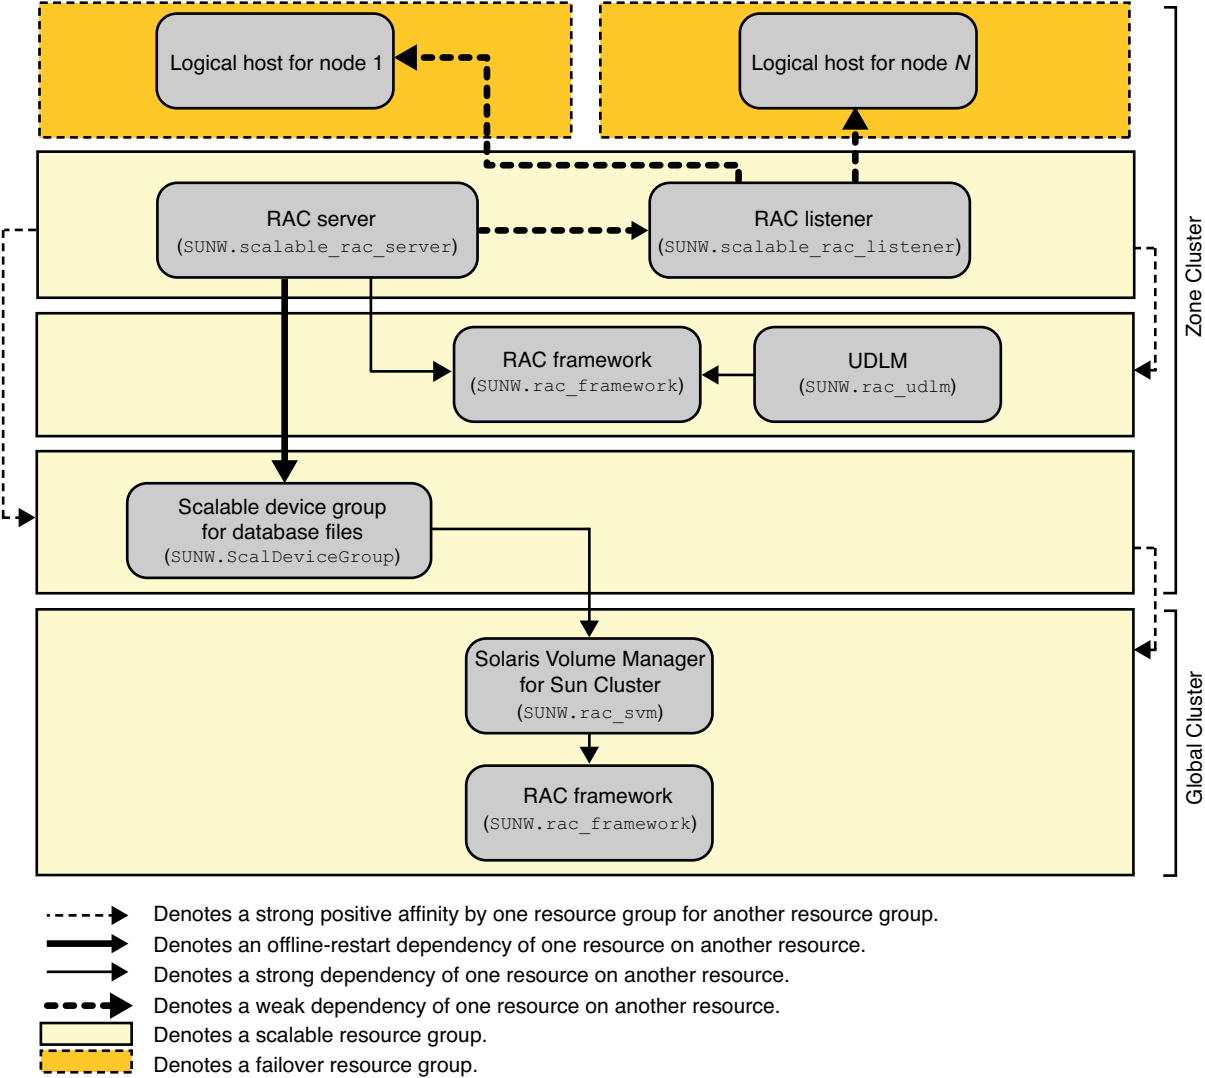 Logical host for node 1
Logical host for node N
RAC server
(SUNW.scalable_rac_server)
RAC listener
(SUNW.scalable_rac_listener)
RAC framework
(SUNW.rac_framework)
UDLM
(SUNW.rac_udlm)
Zone Cluster
Scalable device group
for database files
(SUNW.ScalDeviceGroup)
Solaris Volume Manager
for Sun Cluster
(SUNW.rac_svm)
RAC framework
(SUNW.rac_framework)
Global Cluster
Denotes a strong positive affinity by one resource group for another resource group.
Denotes an offline-restart dependency of one resource on another resource.
Denotes a strong dependency of one resource on another resource.
Denotes a weak dependency of one resource on another resource.
Denotes a scalable resource group.
Denotes a failover resource group.